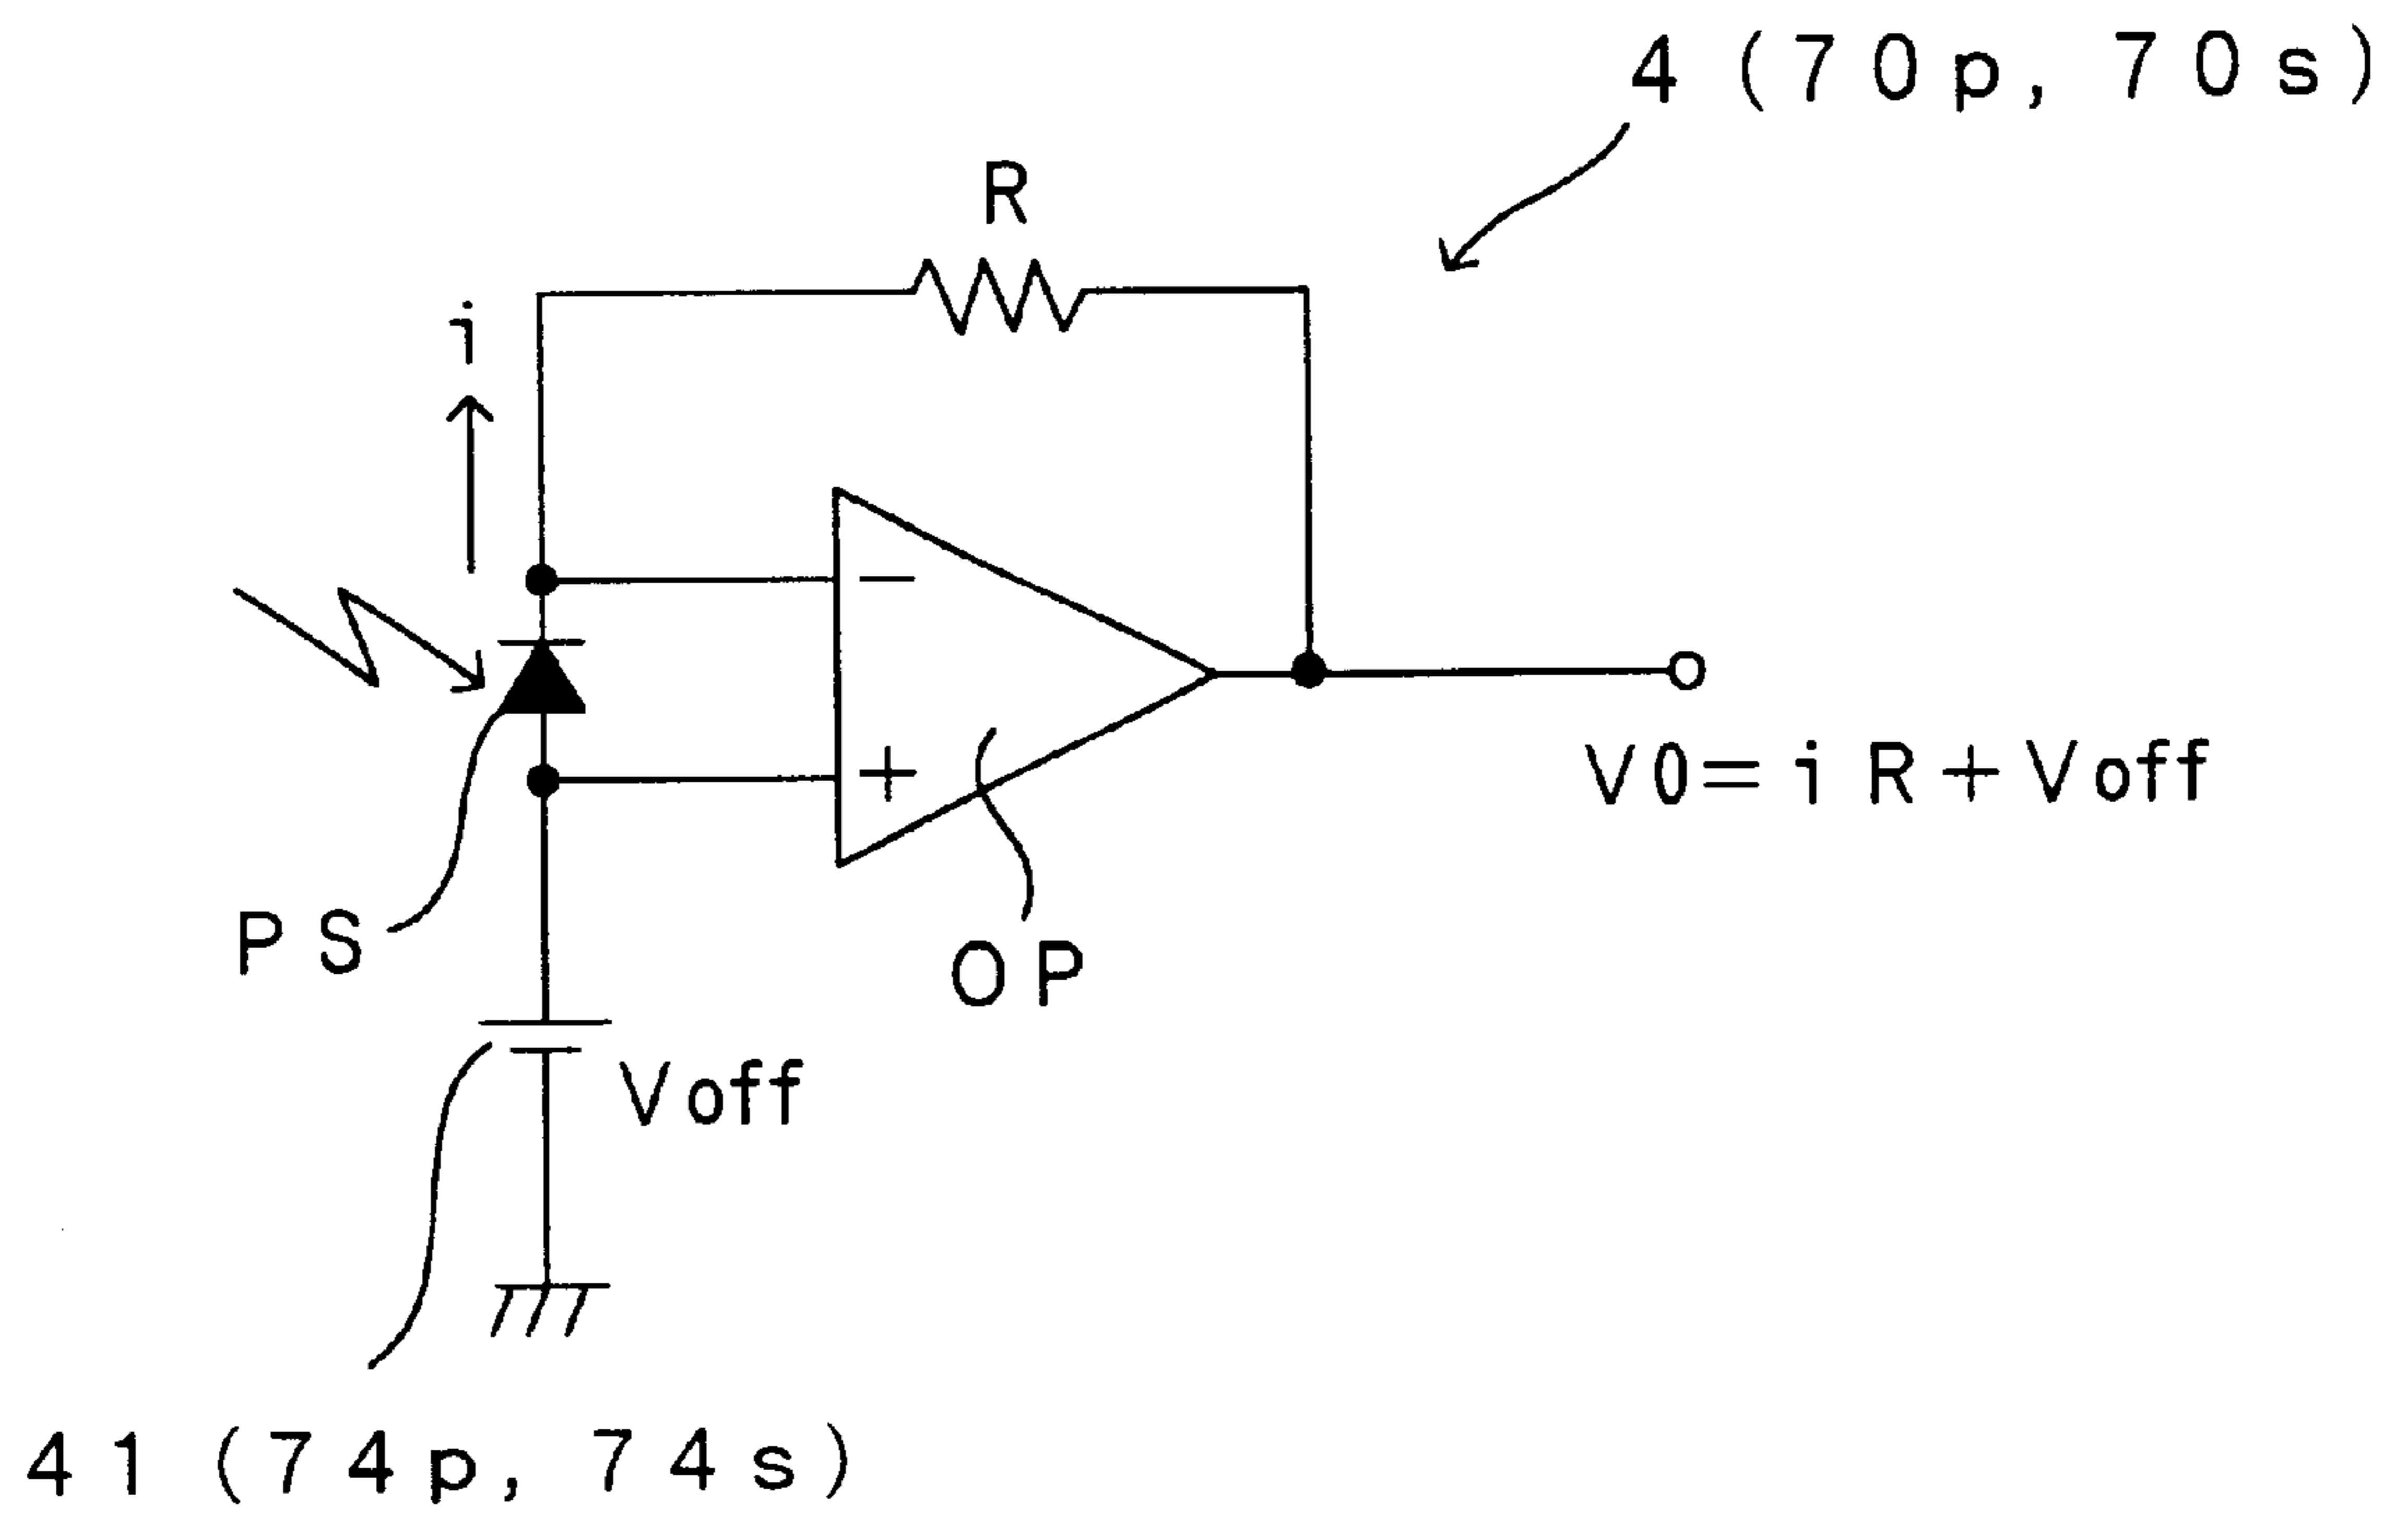 4 (70p, 70s)
R
i
−
+
V0=iR+Voff
PS
OP
Voff
41 (74p, 74s)